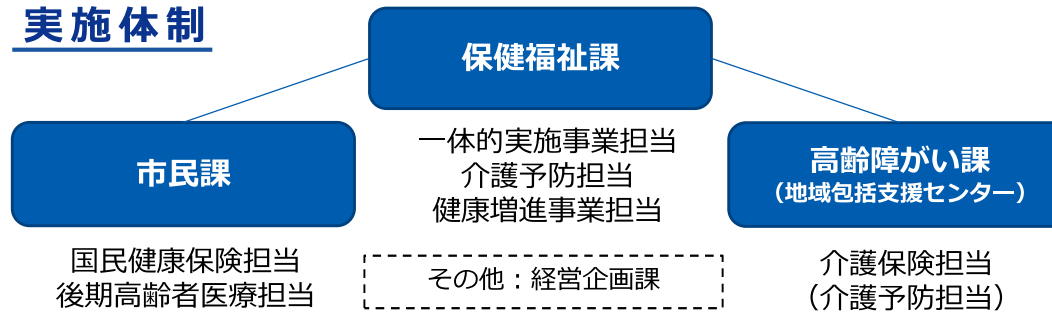 実施体制
保健福祉課
一体的実施事業担当
介護予防担当
健康増進事業担当
市民課
国民健康保険担当
後期高齢者医療担当
その他：経営企画課
高齢障がい課
（地域包括支援センター）
介護保険担当
（介護予防担当）